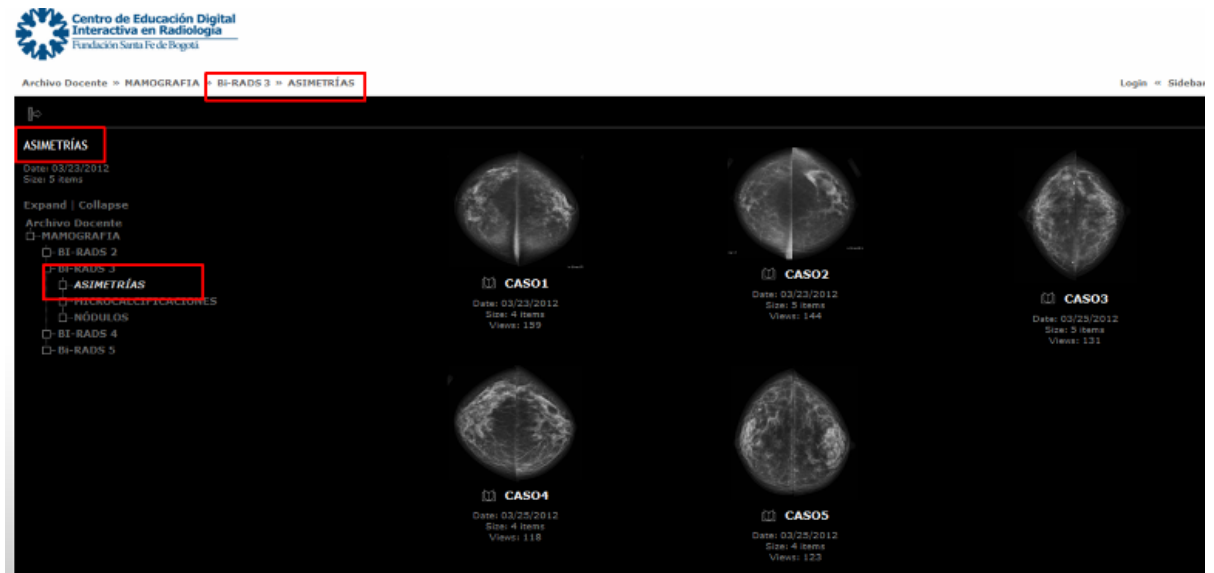 Centro de Educación Digital
Interactiva en Radiología
Fundación Santa Fe de Bogotá
Archivo Docente » MAMOGRAFIA » Bi-RADS 3 » ASIMETRÍAS
Login « Sidebar
ASIMETRÍAS
Date: 03/23/2012
Size: 5 items
Expand | Collapse
Archivo Docente
MAMOGRAFIA
BI-RADS 2
BI-RADS 3
ASIMETRÍAS
MICROCALCIFICACIONES
NÓDULOS
BI-RADS 4
Bi-RADS 5
CASO1
Date: 03/23/2012
Size: 4 items
Views: 159
CASO2
Date: 03/23/2012
Size: 5 items
Views: 144
CASO3
Date: 03/25/2012
Size: 5 items
Views: 131
CASO4
Date: 03/25/2012
Size: 4 items
Views: 118
CASO5
Date: 03/25/2012
Size: 4 items
Views: 123